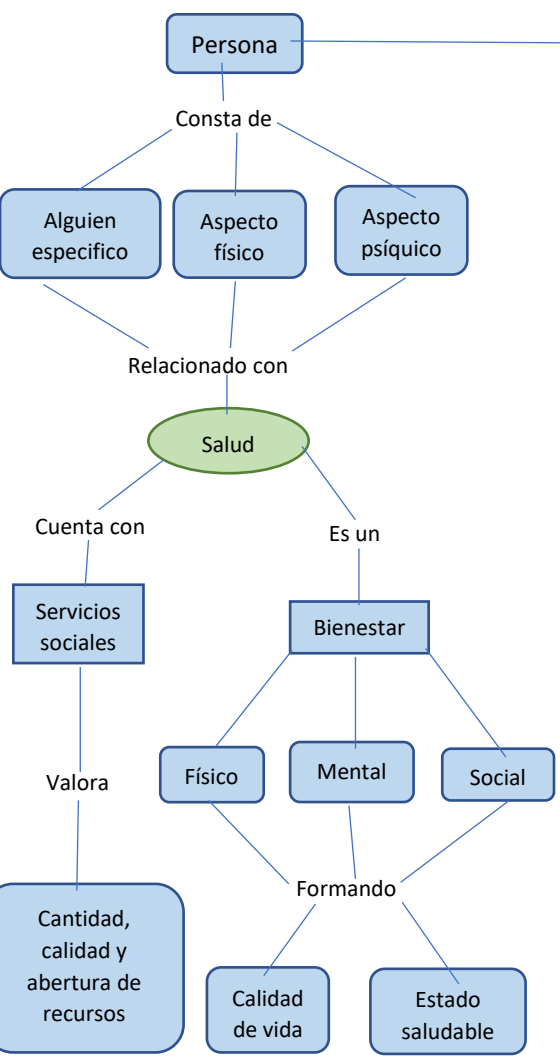 Persona
Consta de
Alguien
especifico
Aspecto
físico
Aspecto
psíquico
Relacionado con
Salud
Cuenta con
Es un
Servicios
sociales
Bienestar
Valora
Físico
Mental
Social
Formando
Cantidad,
calidad y
abertura de
recursos
Calidad
de vida
Estado
saludable